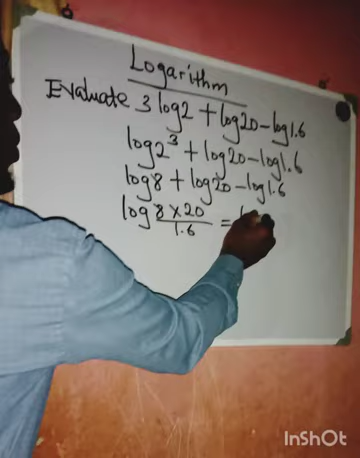 Logarithm
Evaluate 3 log2 + log20 - log1.6
log2³ + log20 - log1.6
log8 + log20 - log1.6
log 8 × 20 / 1.6 =
InShOt